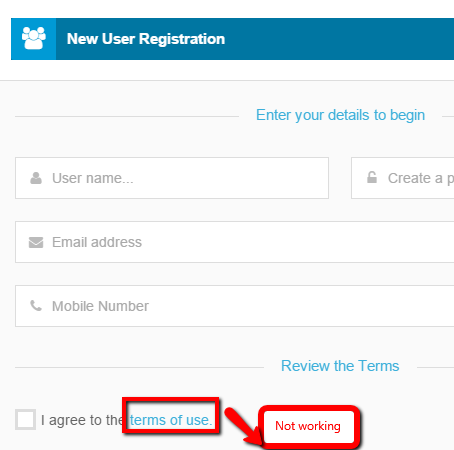 New User Registration
Enter your details to begin
User name...
Create a p
Email address
Mobile Number
Review the Terms
I agree to the terms of use.
Not working